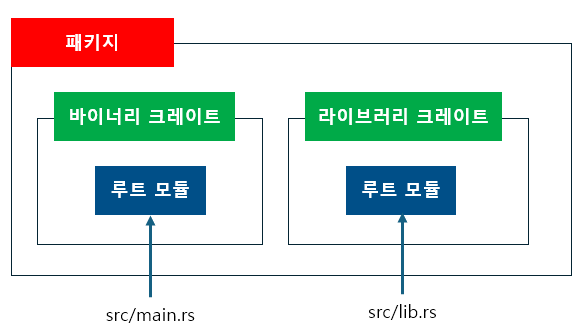 패키지
바이너리 크레이트
라이브러리 크레이트
루트 모듈
루트 모듈
src/main.rs
src/lib.rs